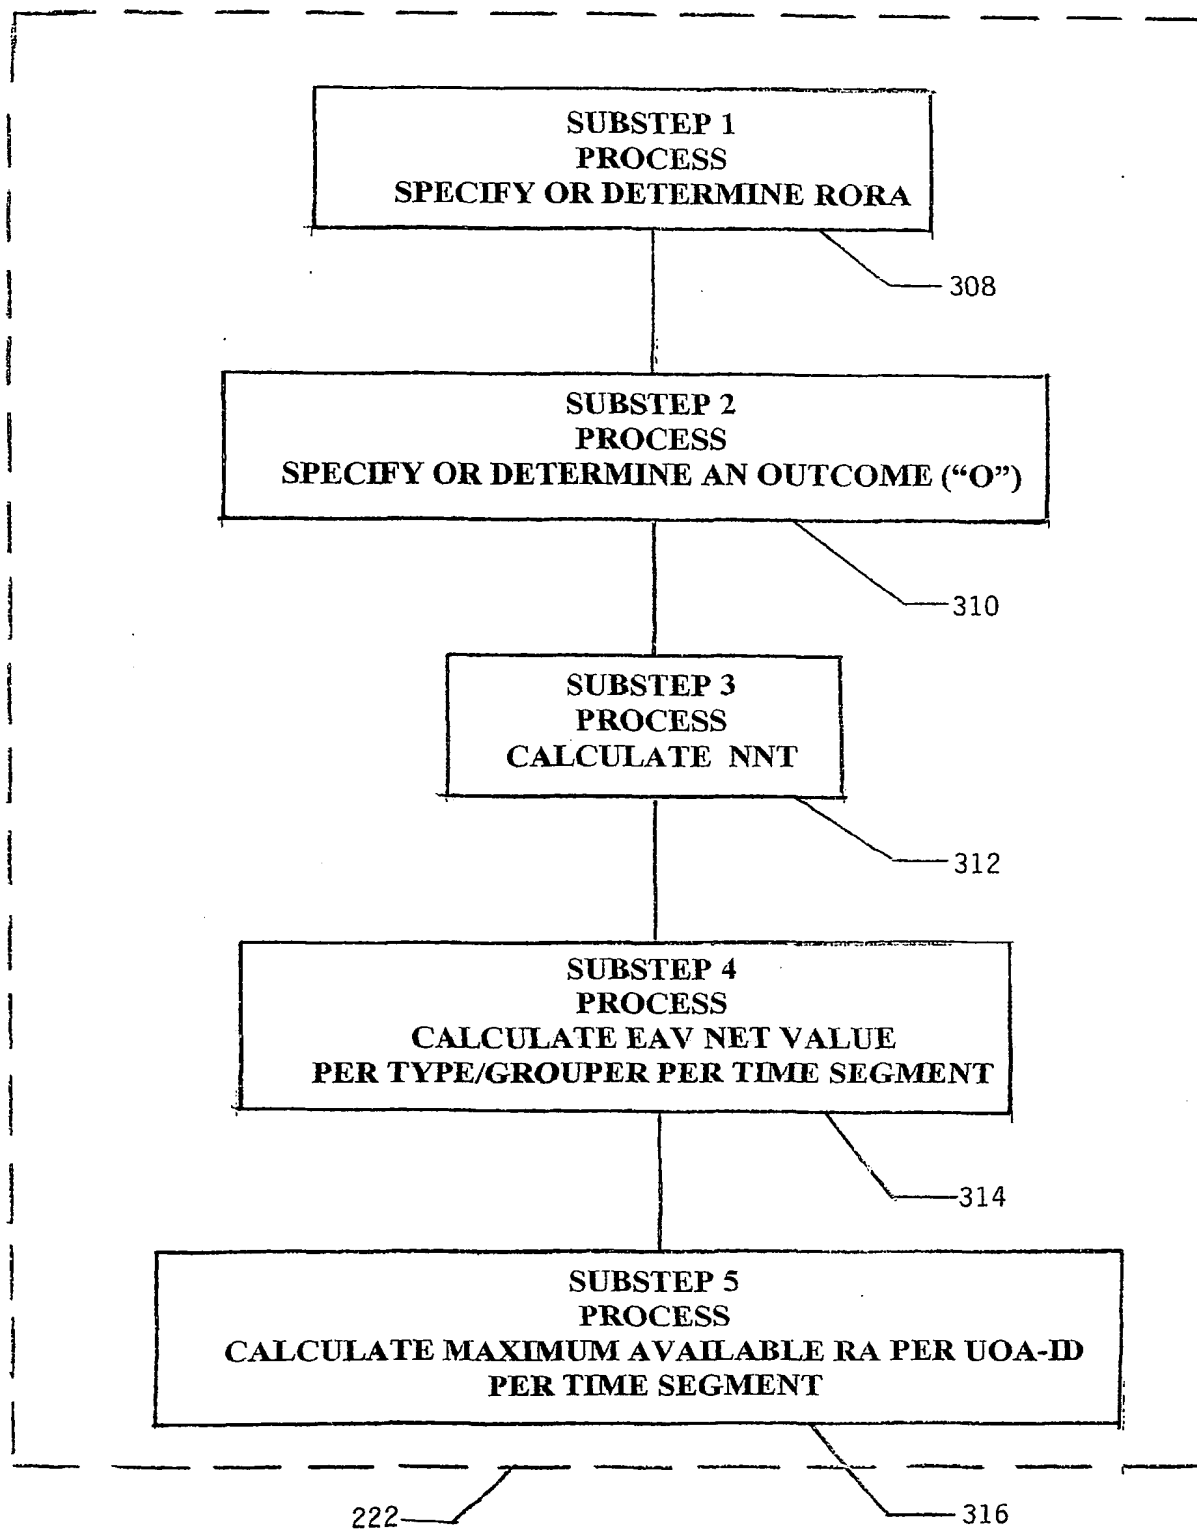 SUBSTEP 1
PROCESS
SPECIFY OR DETERMINE RORA
308
SUBSTEP 2
PROCESS
SPECIFY OR DETERMINE AN OUTCOME (“O”)
310
SUBSTEP 3
PROCESS
CALCULATE NNT
312
SUBSTEP 4
PROCESS
CALCULATE EAV NET VALUE
PER TYPE/GROUPER PER TIME SEGMENT
314
SUBSTEP 5
PROCESS
CALCULATE MAXIMUM AVAILABLE RA PER UOA-ID
PER TIME SEGMENT
222
316